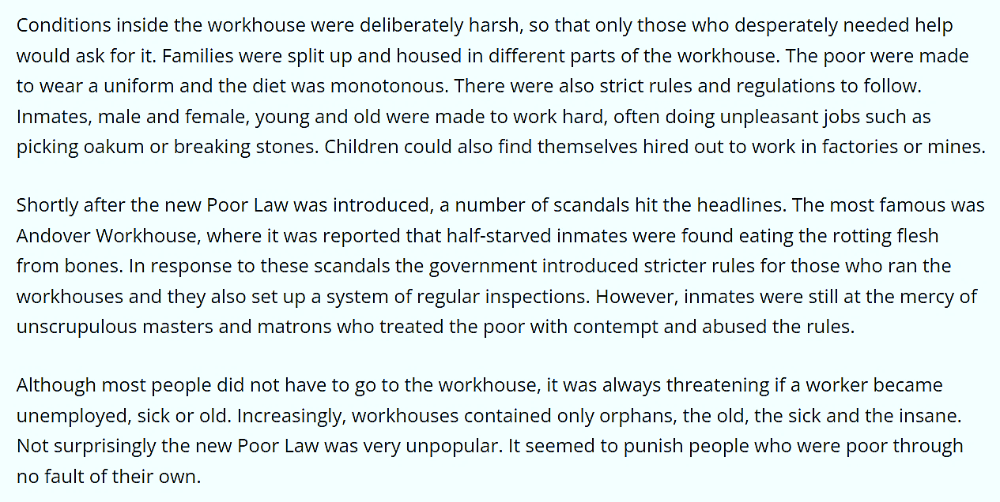 Conditions inside the workhouse were deliberately harsh, so that only those who desperately needed help
would ask for it. Families were split up and housed in different parts of the workhouse. The poor were made
to wear a uniform and the diet was monotonous. There were also strict rules and regulations to follow.
Inmates, male and female, young and old were made to work hard, often doing unpleasant jobs such as
picking oakum or breaking stones. Children could also find themselves hired out to work in factories or mines.
Shortly after the new Poor Law was introduced, a number of scandals hit the headlines. The most famous was
Andover Workhouse, where it was reported that half-starved inmates were found eating the rotting flesh
from bones. In response to these scandals the government introduced stricter rules for those who ran the
workhouses and they also set up a system of regular inspections. However, inmates were still at the mercy of
unscrupulous masters and matrons who treated the poor with contempt and abused the rules.
Although most people did not have to go to the workhouse, it was always threatening if a worker became
unemployed, sick or old. Increasingly, workhouses contained only orphans, the old, the sick and the insane.
Not surprisingly the new Poor Law was very unpopular. It seemed to punish people who were poor through
no fault of their own.